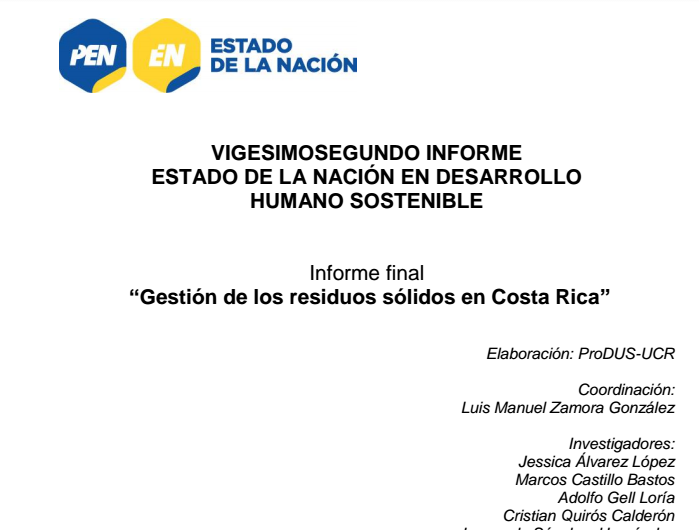 PEN
EN
ESTADO
DE LA NACIÓN
VIGESIMOSEGUNDO INFORME
ESTADO DE LA NACIÓN EN DESARROLLO
HUMANO SOSTENIBLE
Informe final
“Gestión de los residuos sólidos en Costa Rica”
Elaboración: ProDUS-UCR
Coordinación:
Luis Manuel Zamora González
Investigadores:
Jessica Álvarez López
Marcos Castillo Bastos
Adolfo Gell Loría
Cristian Quirós Calderón